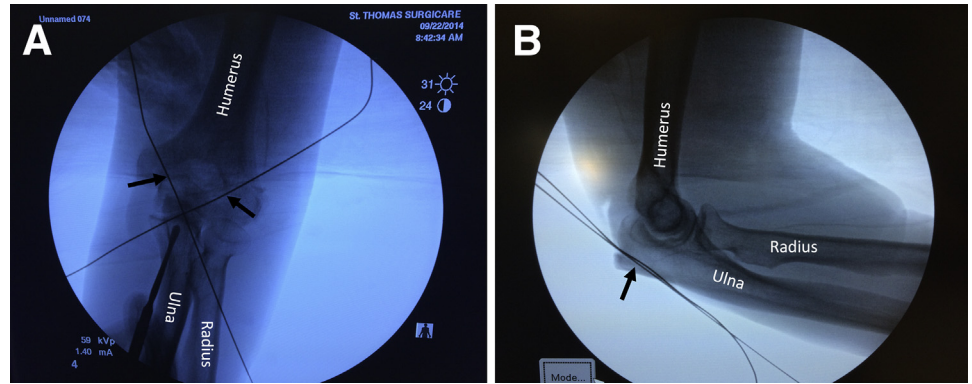 A
Unnamed 074
St. THOMAS SURGICARE
09/22/2014
8:42:34 AM
31
24
Humerus
Ulna
Radius
59 kVp
1.40 mA
4
B
Humerus
Radius
Ulna
Mode...